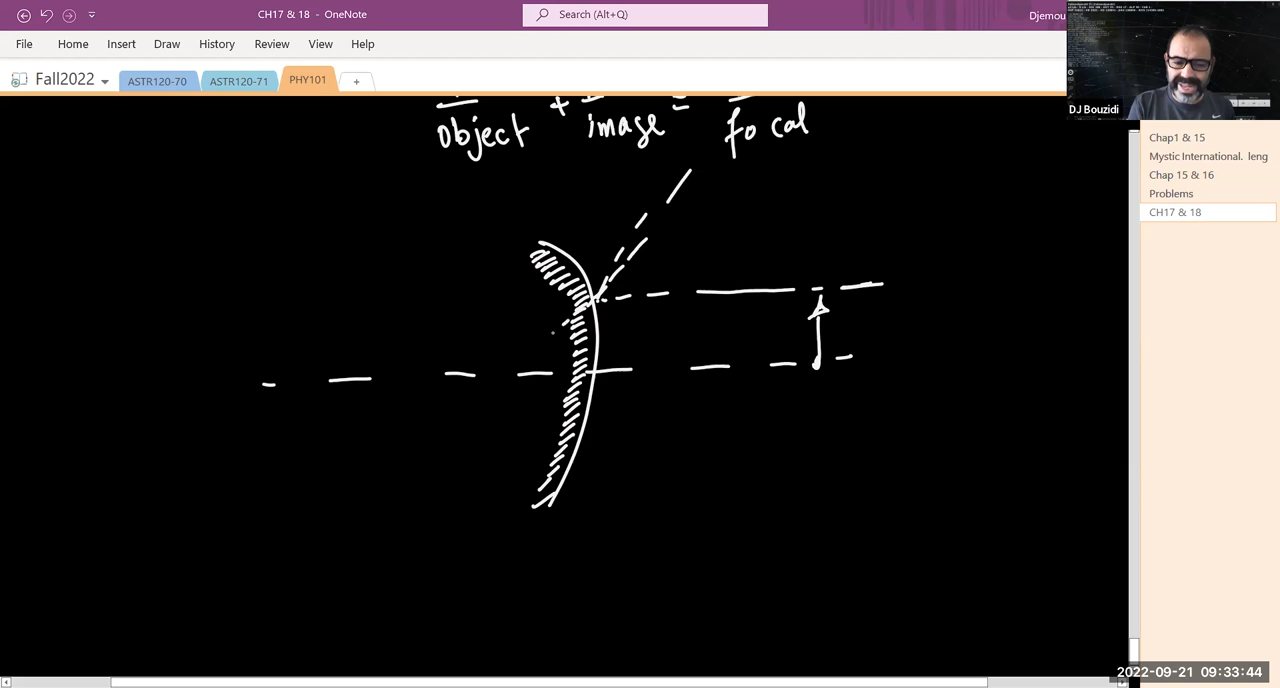 CH17 & 18 - OneNote
Search (Alt+Q)
Djemou
File Home Insert Draw History Review View Help
Fall2022 ASTR120-70 ASTR120-71 PHY101 +
DJ Bouzidi
object + image = focal
Chap1 & 15
Mystic International. leng
Chap 15 & 16
Problems
CH17 & 18
2022-09-21 09:33:44